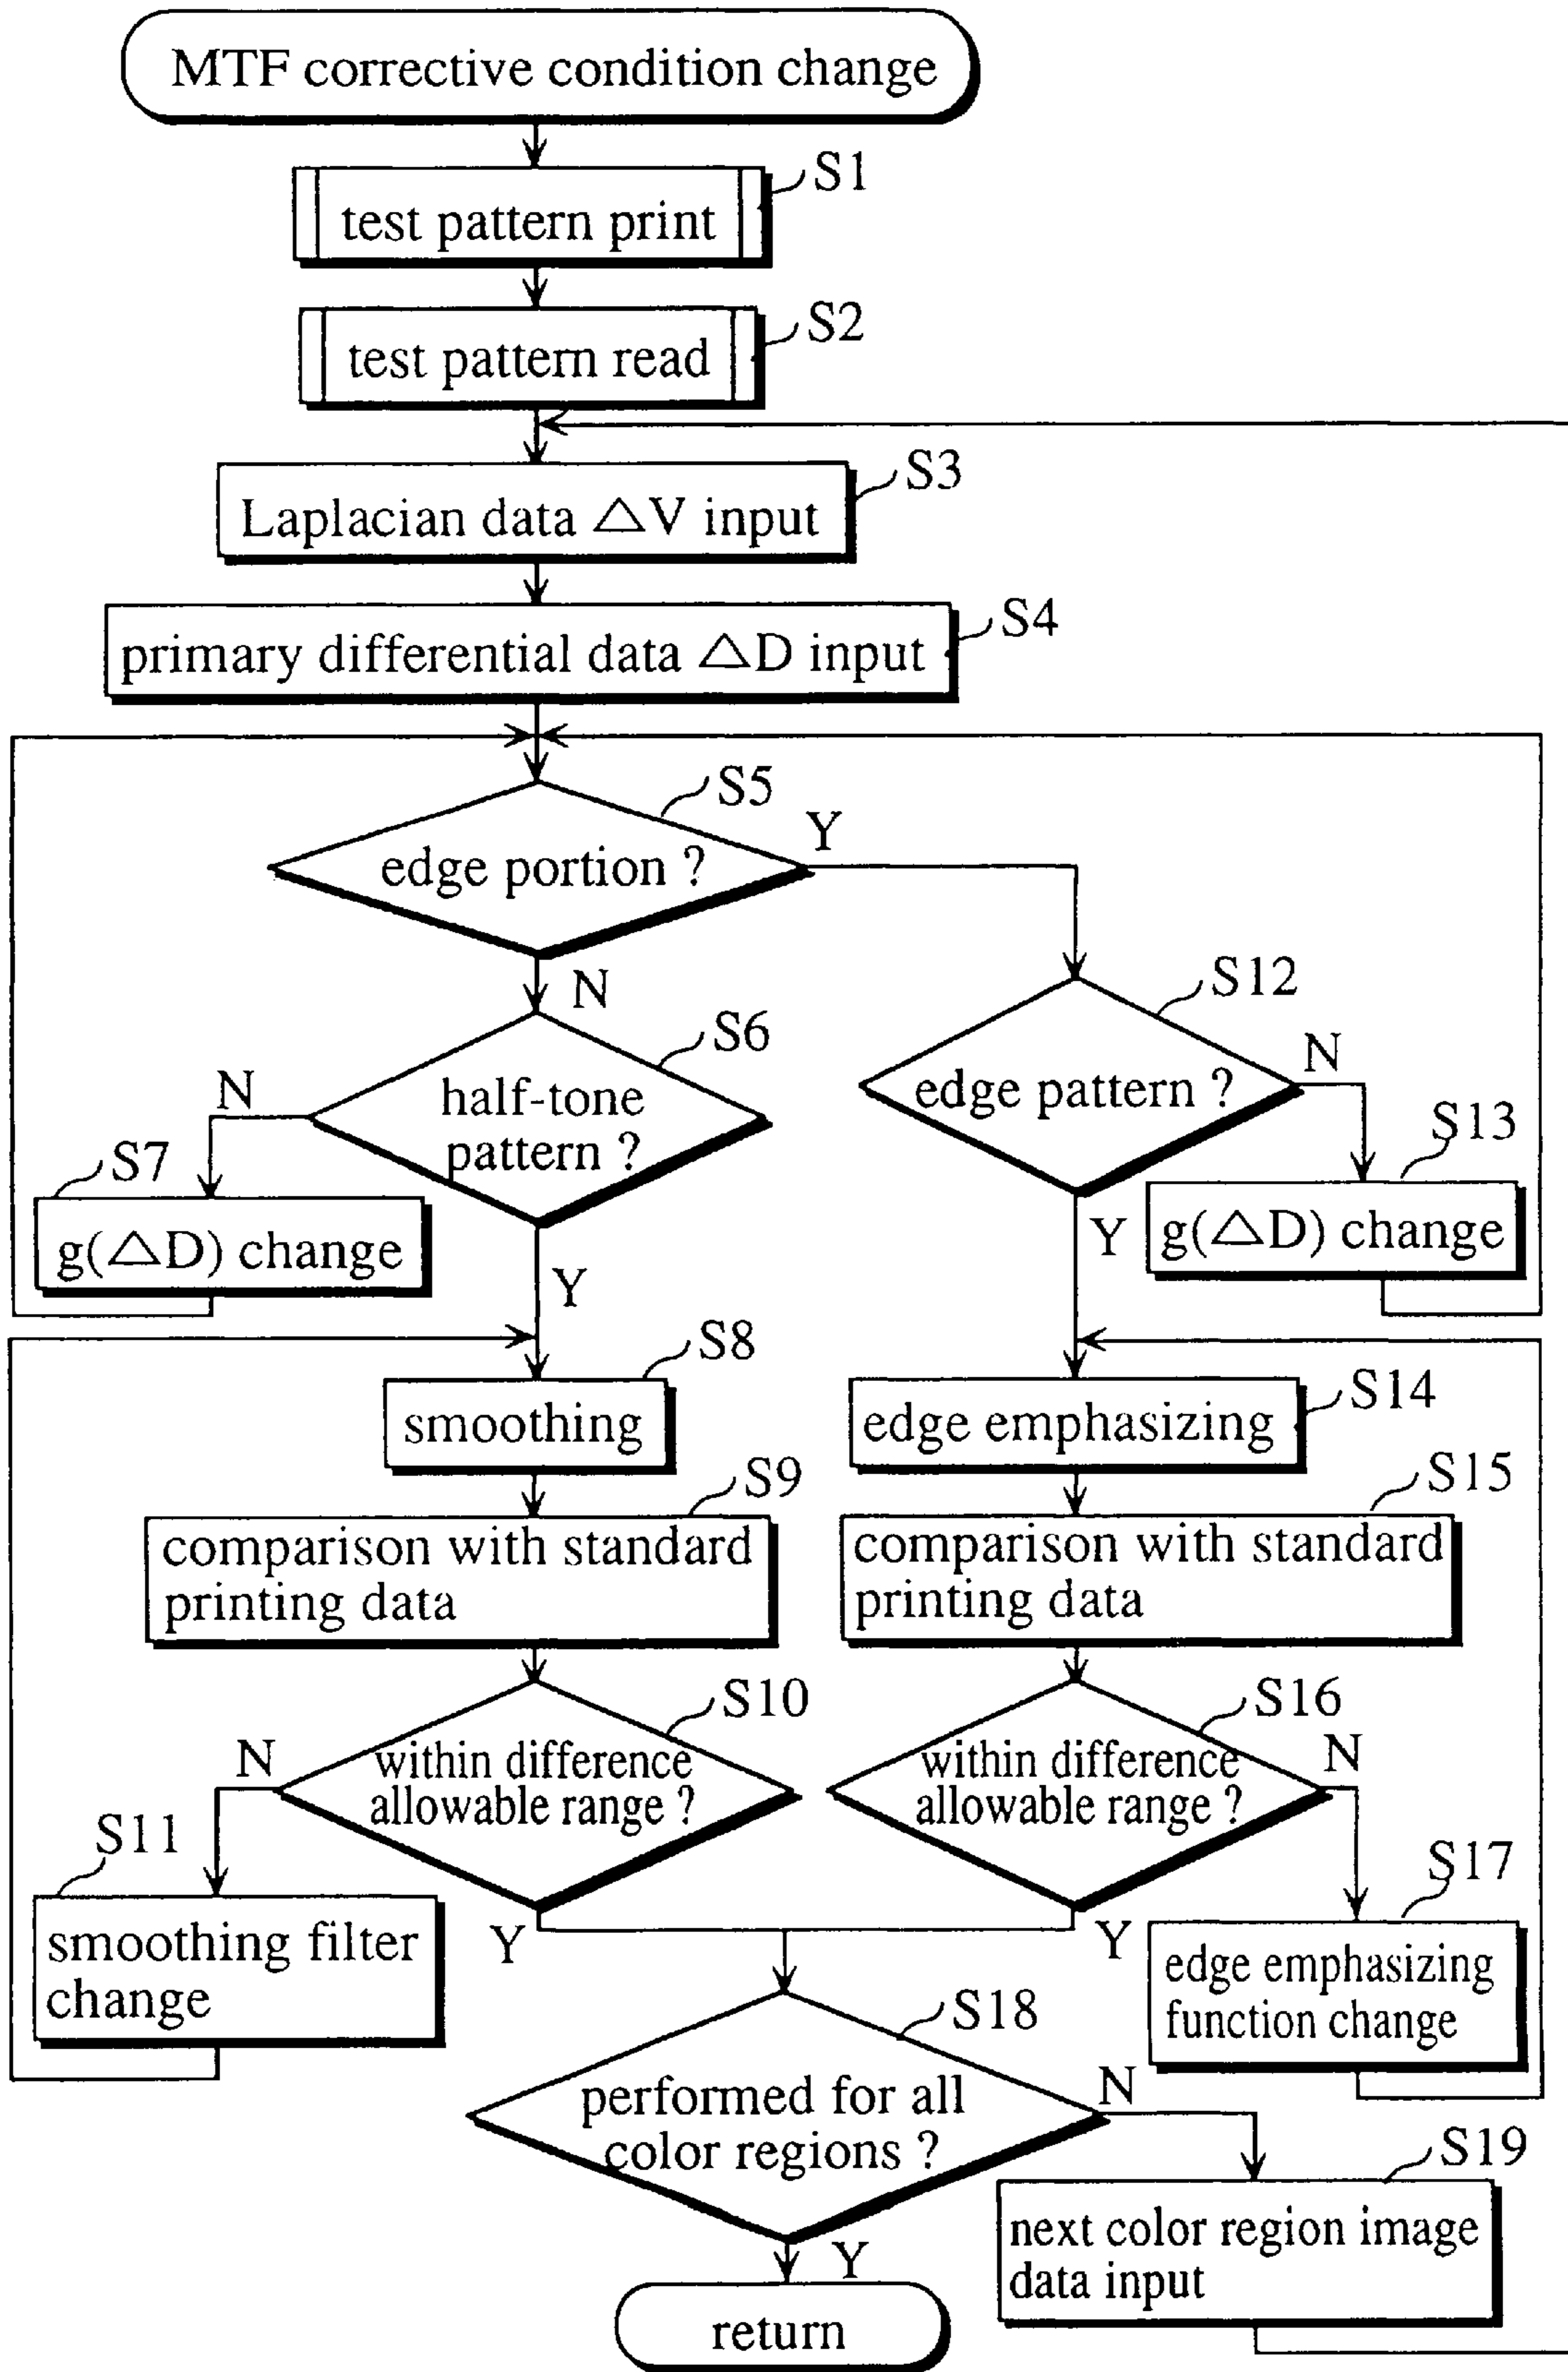 MTF corrective condition change
S1
test pattern print
S2
test pattern read
S3
Laplacian data △V input
S4
primary differential data △D input
S5
edge portion ?
Y
N
S12
edge pattern ?
N
S6
half-tone
pattern ?
N
S7
g(△D) change
S13
g(△D) change
Y
Y
S8
smoothing
S14
edge emphasizing
S9
comparison with standard
printing data
S15
comparison with standard
printing data
S10
within difference
allowable range ?
N
S16
within difference
allowable range ?
N
S11
smoothing filter
change
Y
Y
S17
edge emphasizing
function change
S18
performed for all
color regions ?
N
S19
next color region image
data input
Y
return